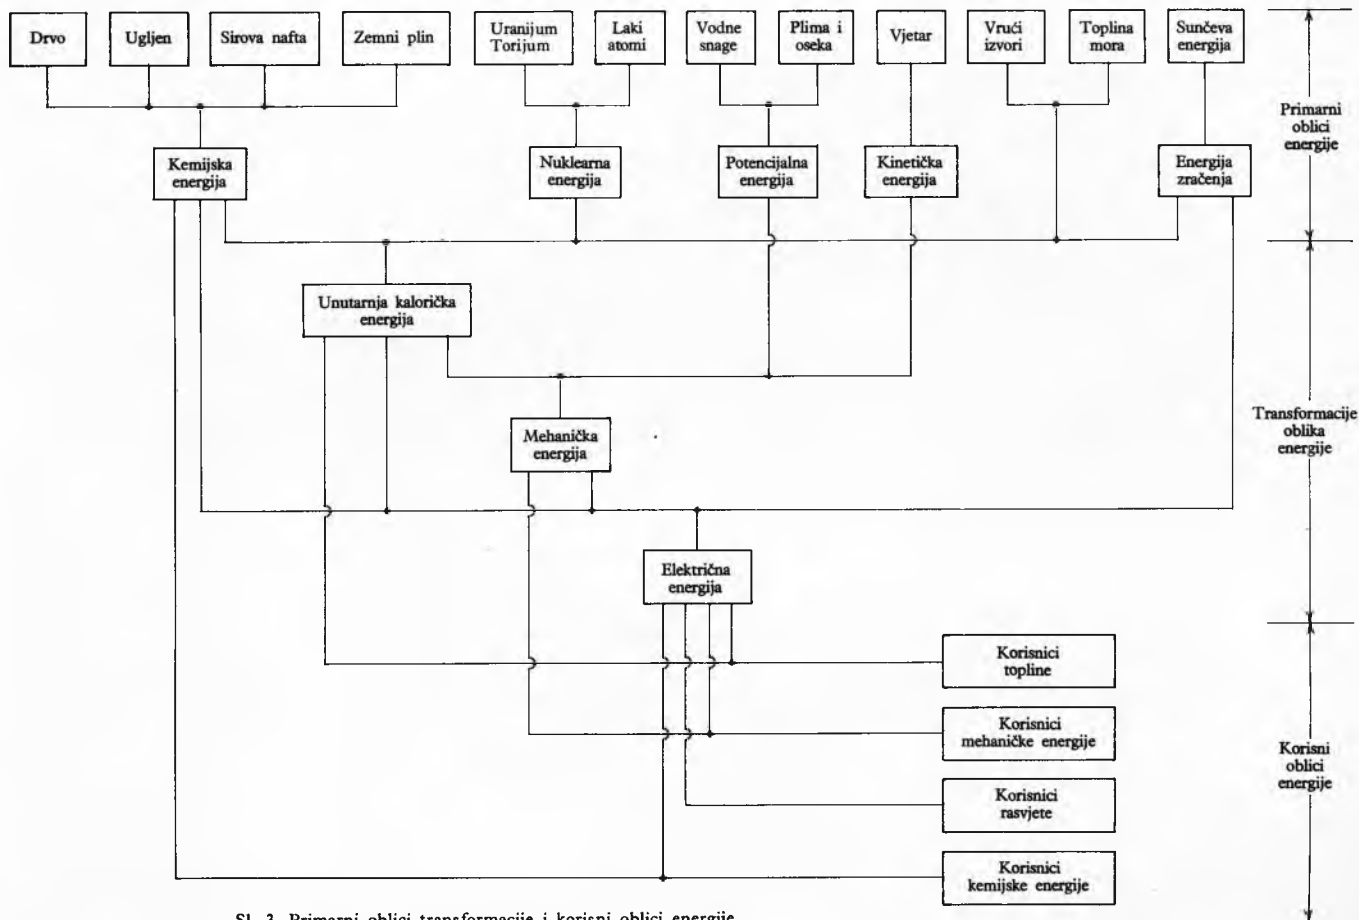 Drvo
Ugljen
Sirova nafta
Zemni plin
Uranijum
Torijum
Laki
atomi
Vodne
snage
Plima i
oseka
Vjetar
Vrući
izvori
Toplina
mora
Sunčeva
energija
Primarni
oblici
energije
Kemijska
energija
Nuklearna
energija
Potencijalna
energija
Kinetička
energija
Energija
zračenja
Unutarnja kalorička
energija
Transformacije
oblika
energije
Mehanička
energija
Električna
energija
Korisnici
topline
Korisnici
mehaničke energije
Korisni
oblici
energije
Korisnici
rasvjete
Korisnici
kemijske energije
Sl. 3. Primarni oblici transformacije i korisni oblici energije